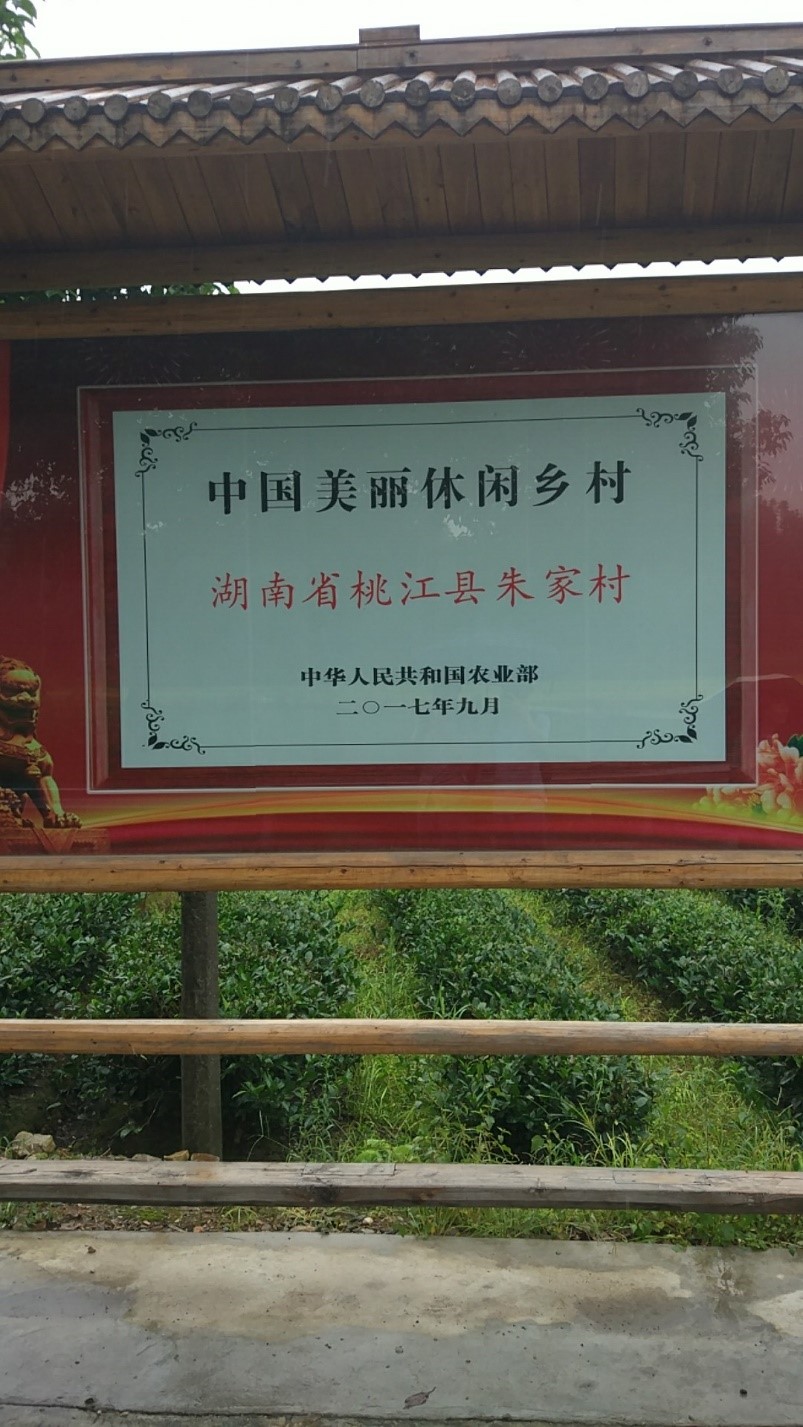 中国美丽休闲乡村
湖南省桃江县朱家村
中华人民共和国农业部
二〇一七年九月